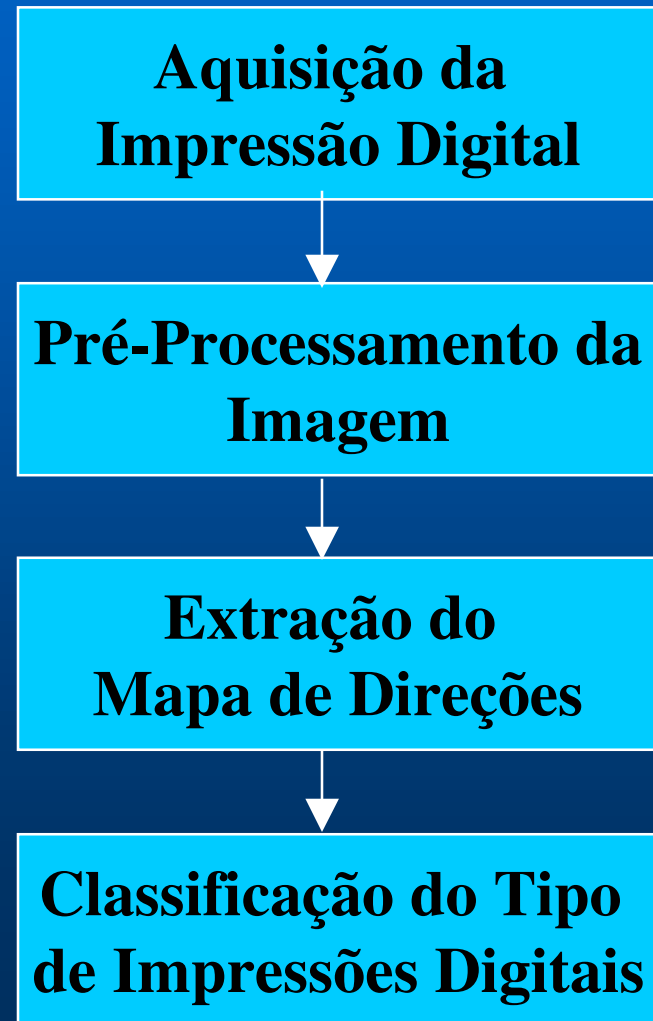 Aquisição da
Impressão Digital
Pré-Processamento da
Imagem
Extração do
Mapa de Direções
Classificação do Tipo
de Impressões Digitais